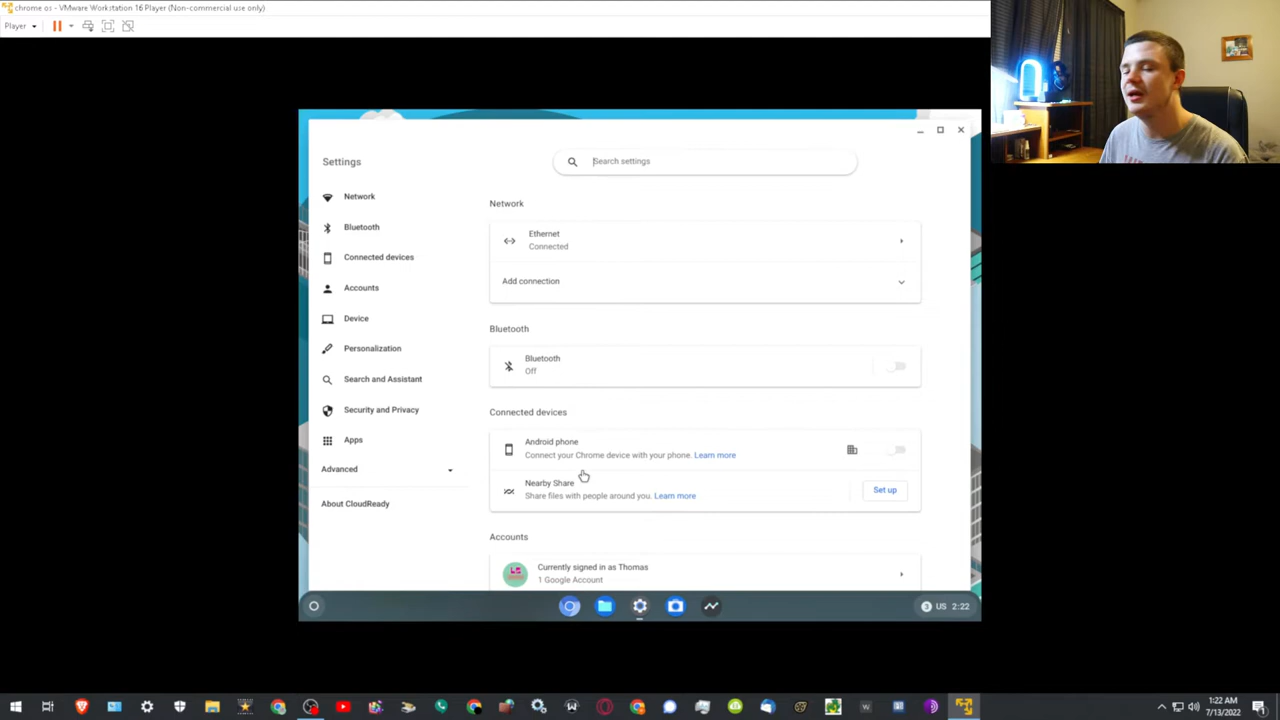 chrome os - VMware Workstation 16 Player (Non-commercial use only)
Player
Settings
Search settings
Network
Bluetooth
Connected devices
Accounts
Device
Personalization
Search and Assistant
Security and Privacy
Apps
Advanced
About CloudReady
Network
Ethernet
Connected
Add connection
Bluetooth
Bluetooth
Off
Connected devices
Android phone
Connect your Chrome device with your phone. Learn more
Nearby Share
Share files with people around you. Learn more
Set up
Accounts
Currently signed in as Thomas
1 Google Account
3 US 2:22
1:22 AM
7/13/2022